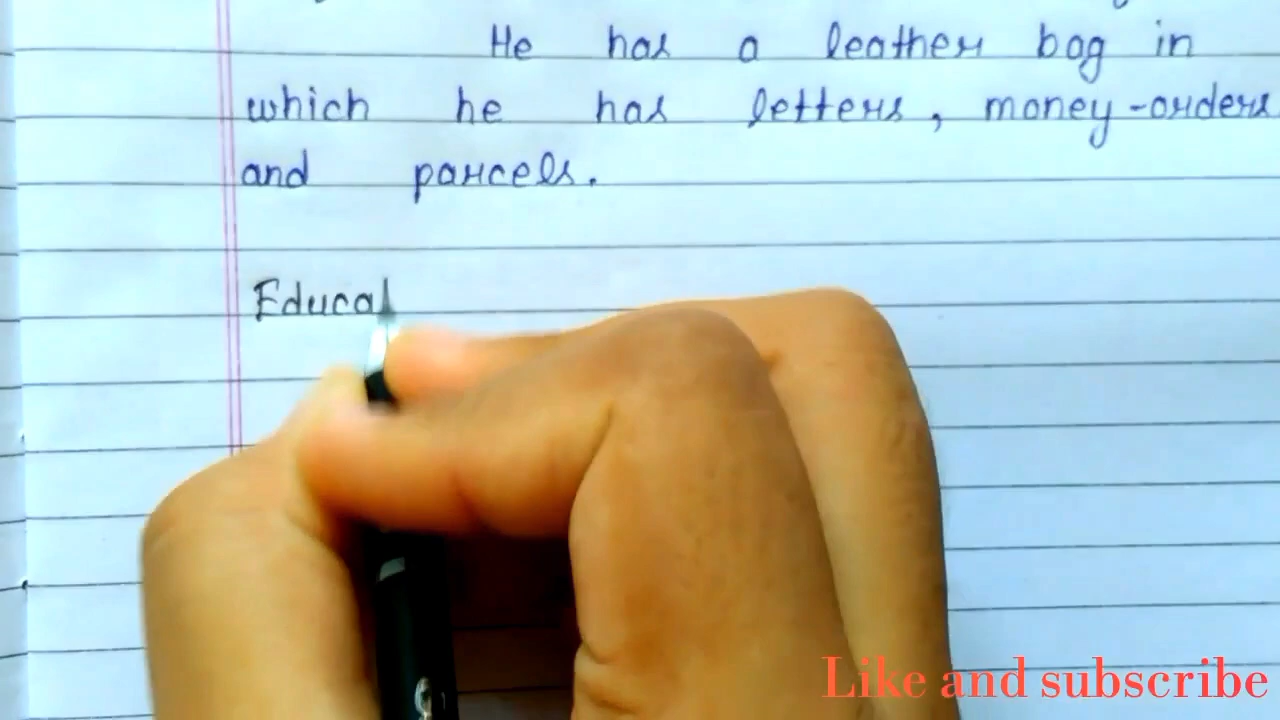 He has a leather bag in
which he has letters, money-orders
and parcels.
Educat
Like and subscribe